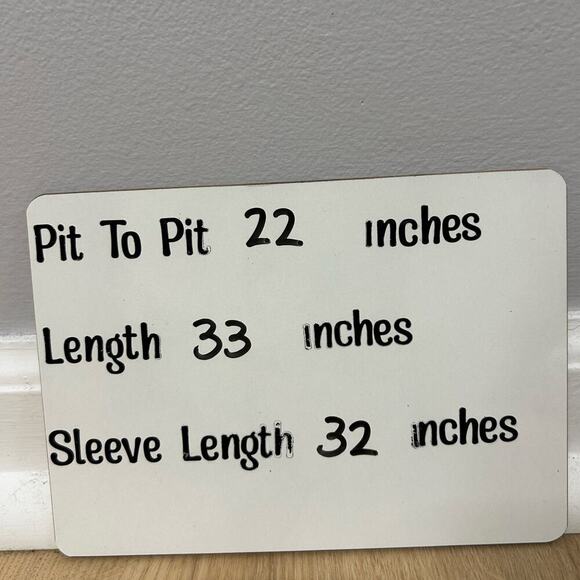 Pit To Pit 22 inches
Length 33 inches
Sleeve Length 32 inches